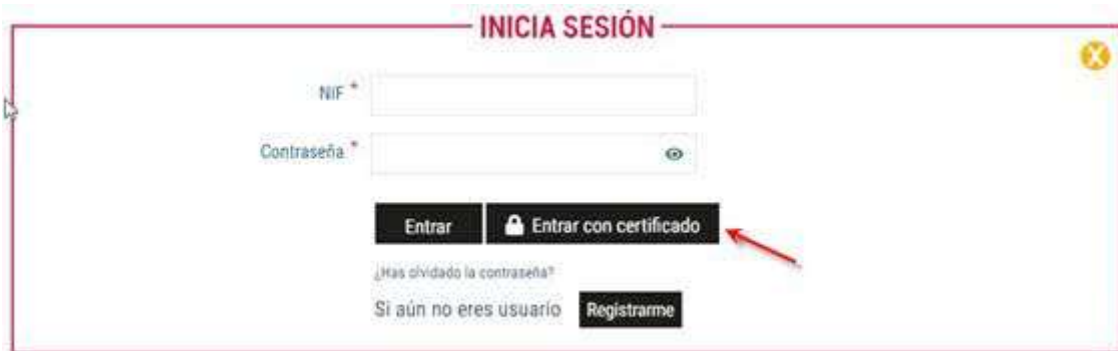 INICIA SESIÓN
X
NIF *
Contraseña *
Entrar
Entrar con certificado
¿Has olvidado la contraseña?
Si aún no eres usuario Registrarme